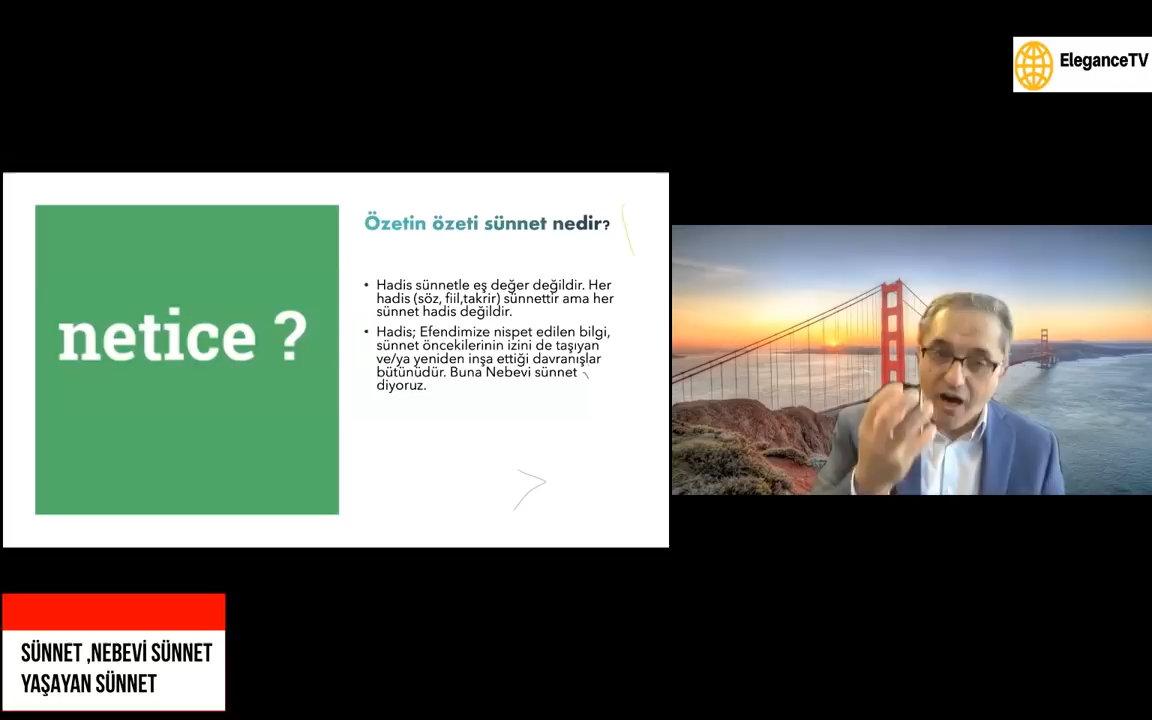 EleganceTV
netice ?
Özetin özeti sünnet nedir?
• Hadis sünnetle eş değer değildir. Her
hadis (söz, fiil,takrir) sünnettir ama her
sünnet hadis değildir.
• Hadis; Efendimize nispet edilen bilgi,
sünnet öncekilerinin izini de taşıyan
ve/ya yeniden inşa ettiği davranışlar
bütünüdür. Buna Nebevi sünnet
diyoruz.
SÜNNET ,NEBEVİ SÜNNET
YAŞAYAN SÜNNET